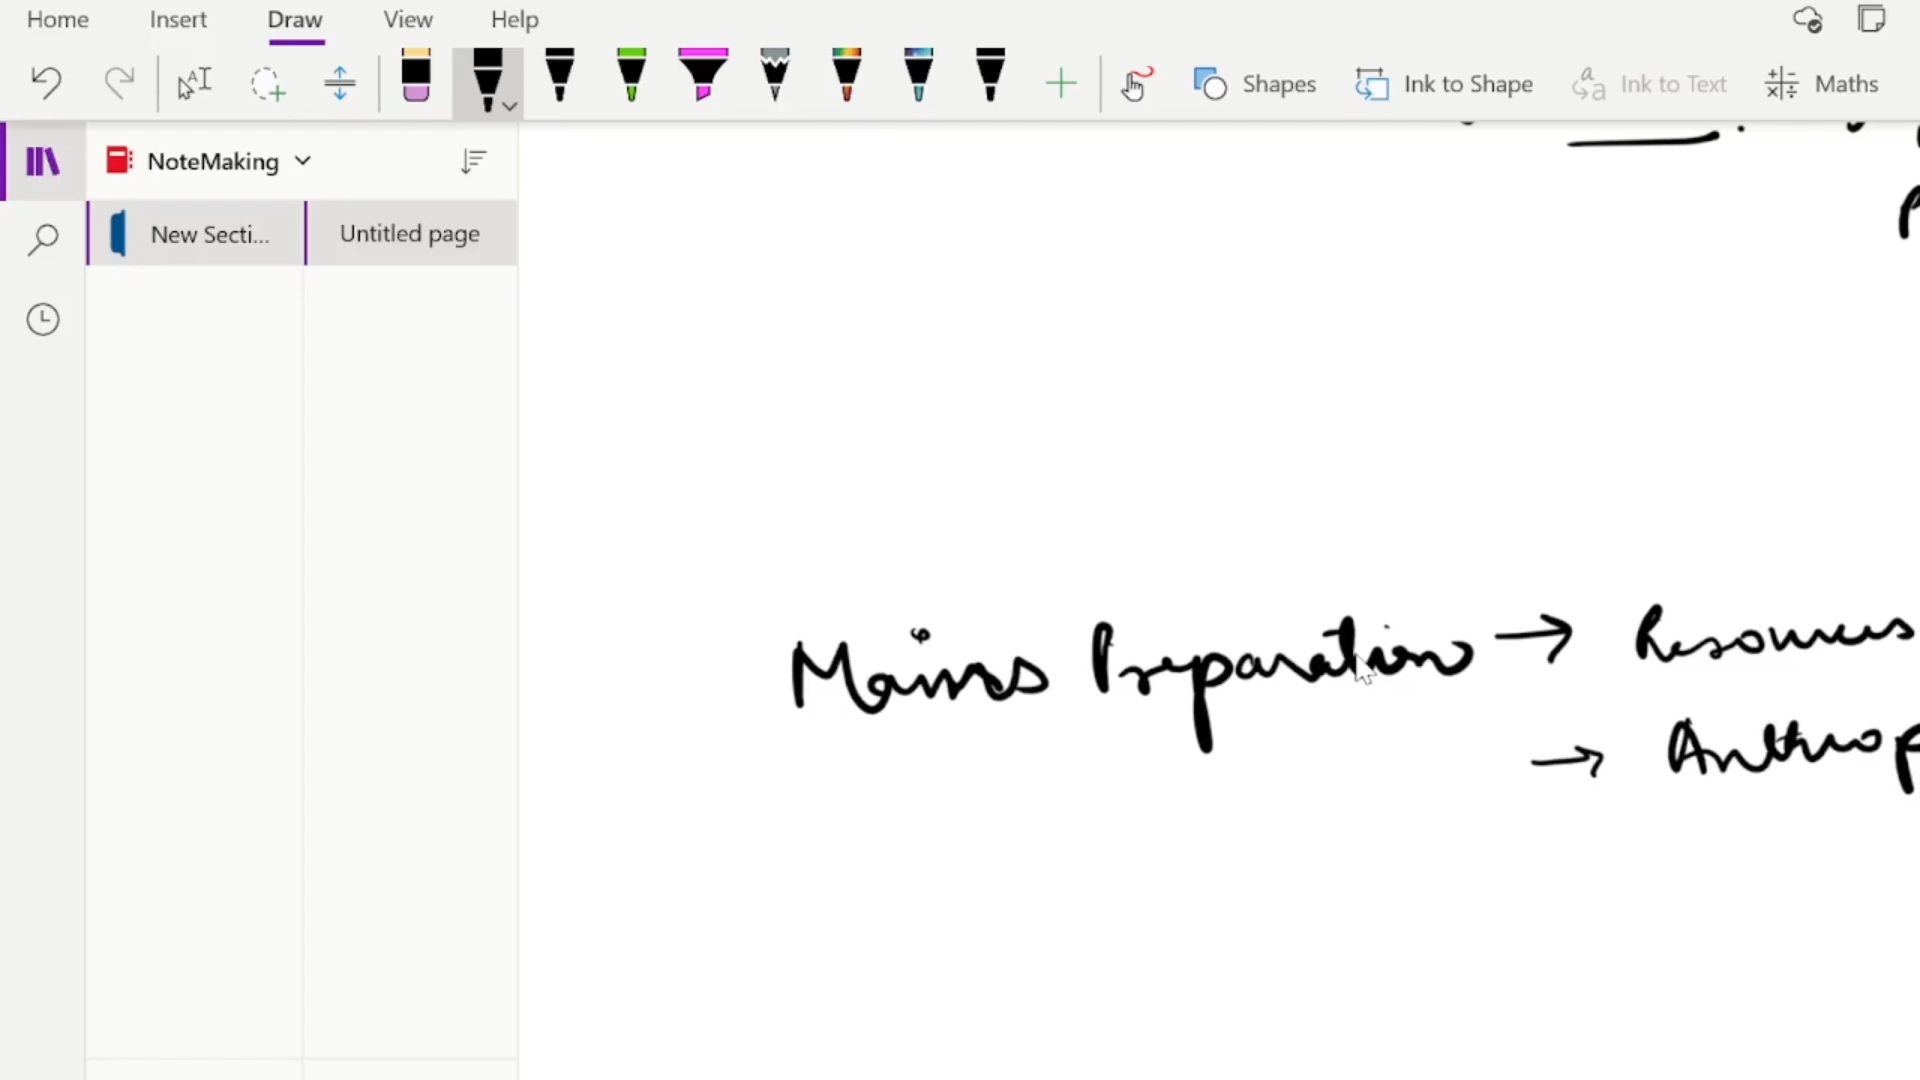 Home Insert Draw View Help
Shapes Ink to Shape Ink to Text Maths
NoteMaking
New Secti... Untitled page
Mains Preparation → Resources
→ Anthrop